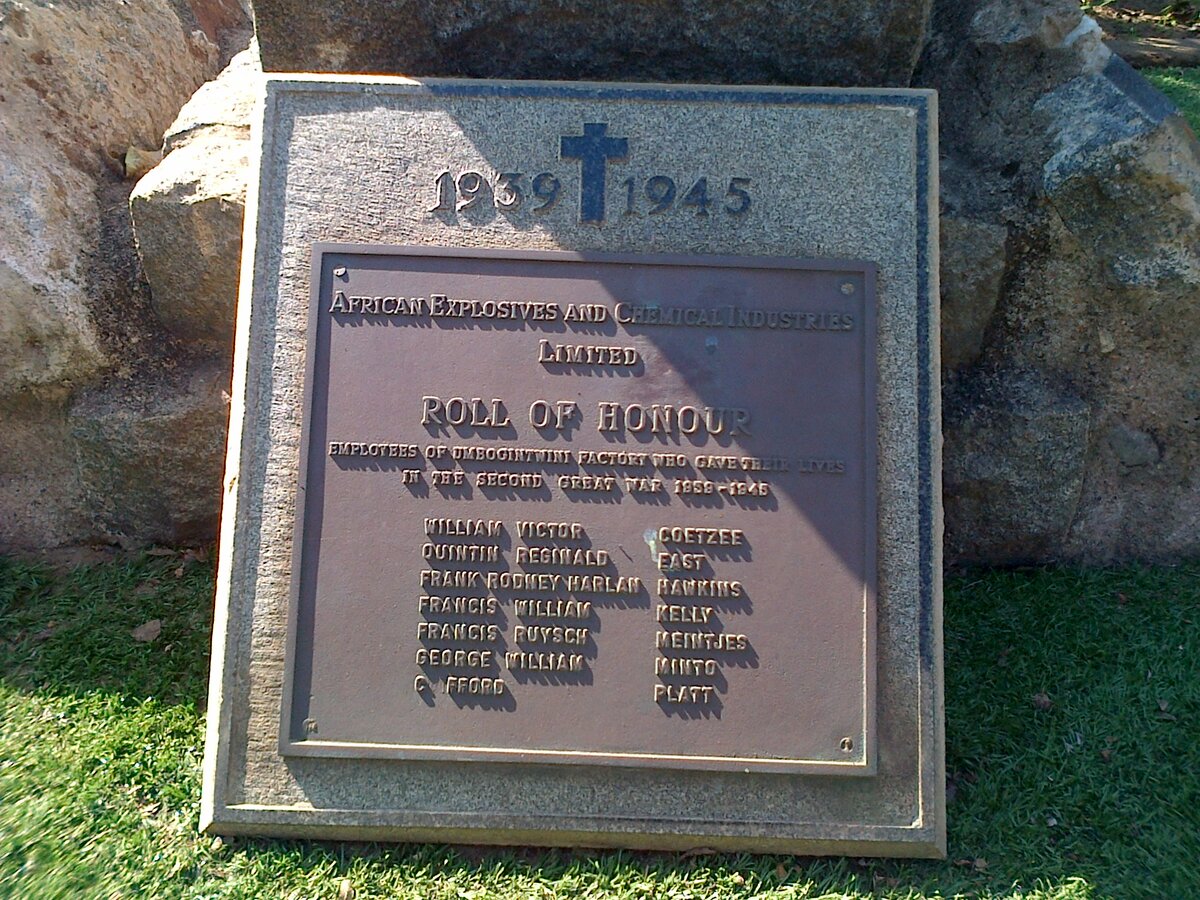 1939 1945
AFRICAN EXPLOSIVES AND CHEMICAL INDUSTRIES
LIMITED
ROLL OF HONOUR
EMPLOYEES OF UMBOGINTWINI FACTORY WHO GAVE THEIR LIVES
IN THE SECOND GREAT WAR 1939-1945
WILLIAM VICTOR COETZEE
QUINTIN REGINALD EAST
FRANK RODNEY HARLAN HAWKINS
FRANCIS WILLIAM KELLY
FRANCIS RUYSCH MEINTJES
GEORGE WILLIAM MINTO
C FFORD PLATT